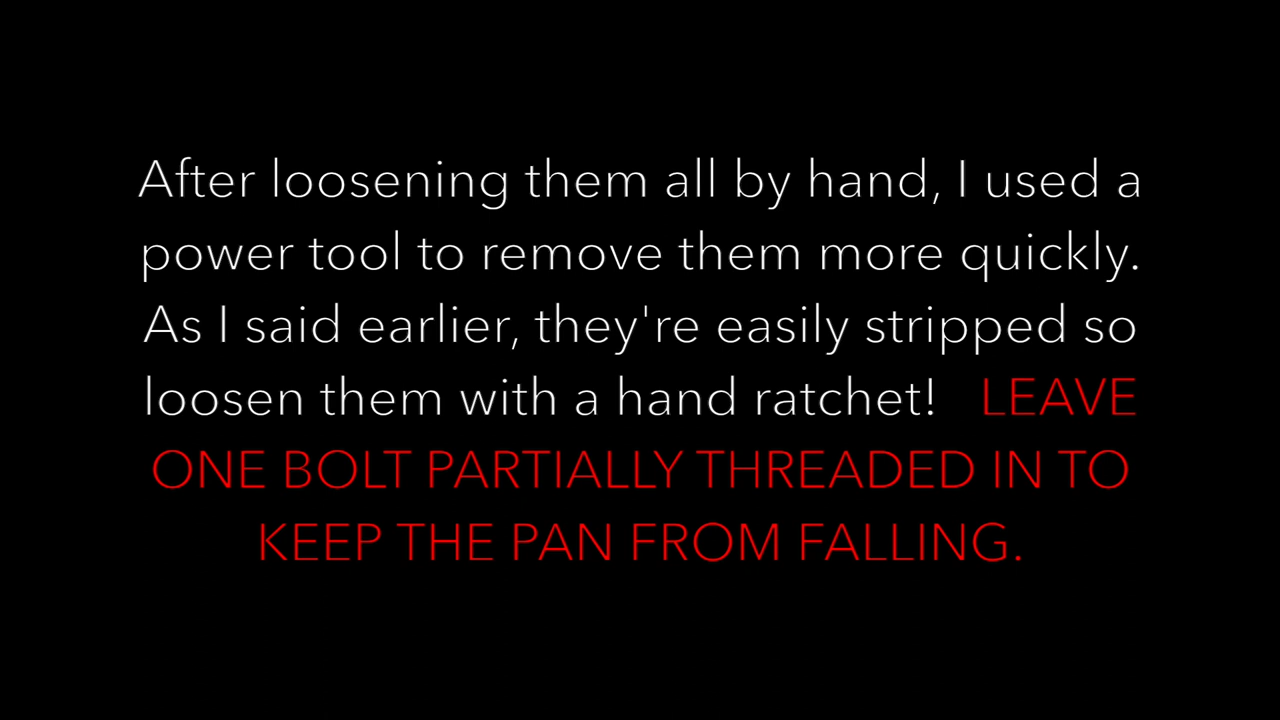 After loosening them all by hand, I used a
power tool to remove them more quickly.
As I said earlier, they're easily stripped so
loosen them with a hand ratchet! LEAVE
ONE BOLT PARTIALLY THREADED IN TO
KEEP THE PAN FROM FALLING.